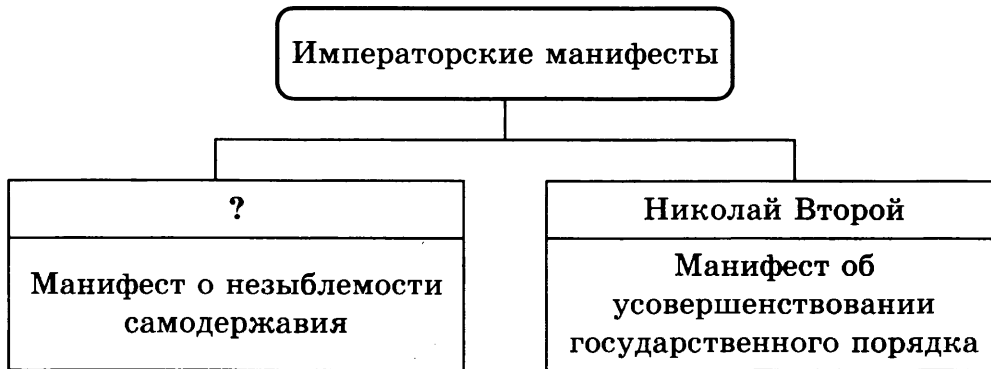 Императорские манифесты
?
Манифест о незыблемости
самодержавия
Николай Второй
Манифест об
усовершенствовании
государственного порядка